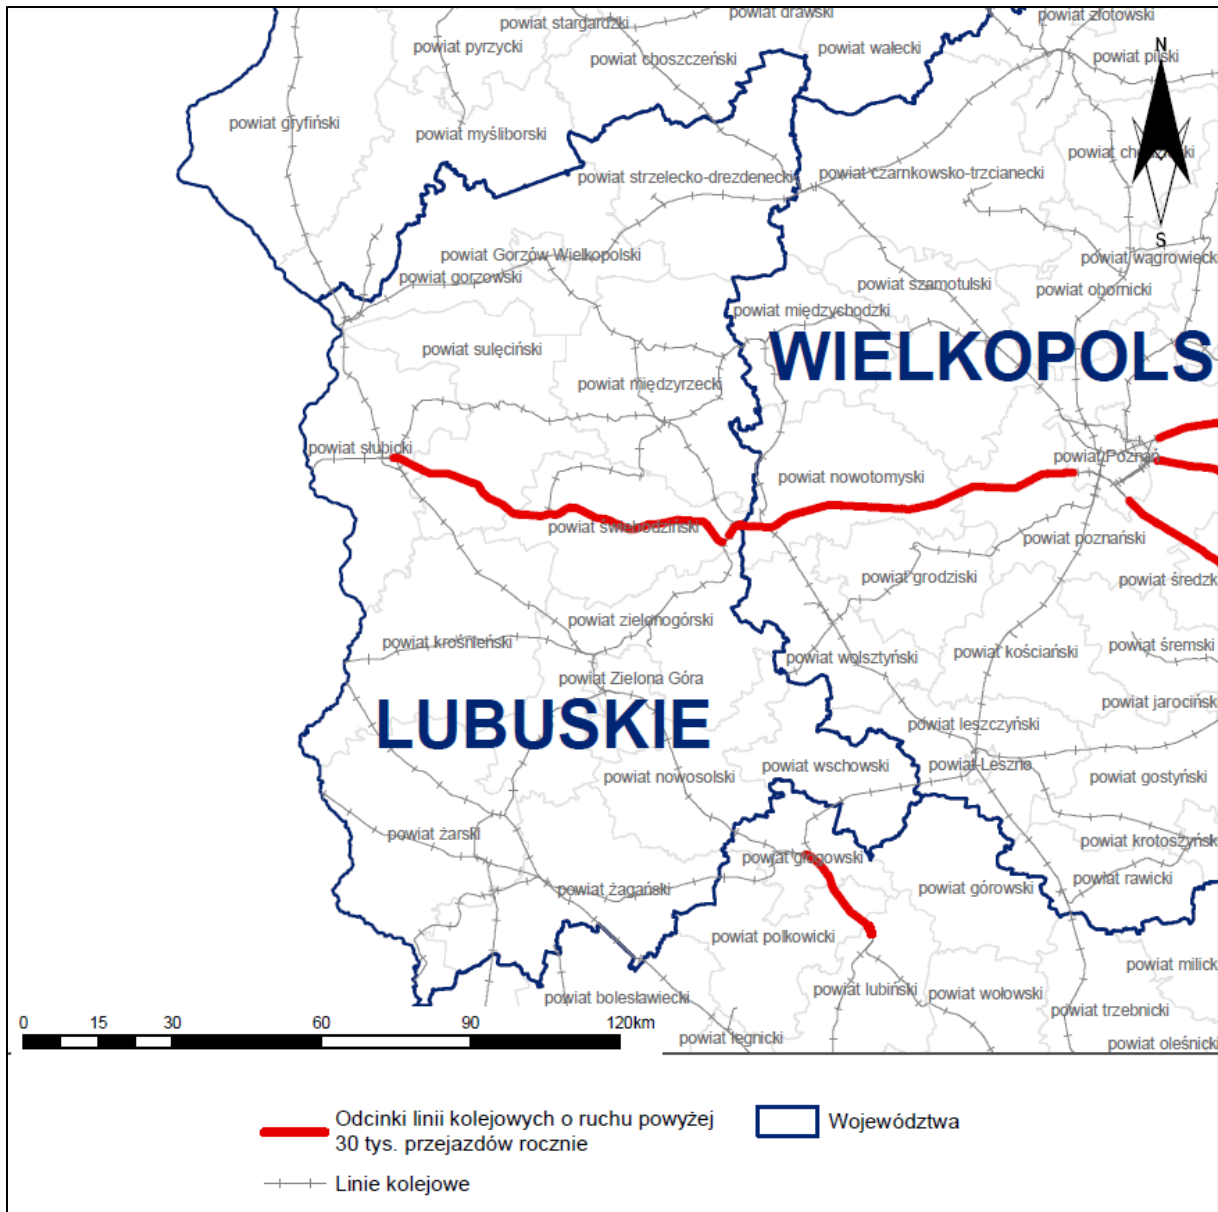 powiat stargardzki
powiat drawski
powiat złotowski
powiat pyrzycki
powiat choszczeński
powiat wałecki
powiat pilski
N
powiat gryfiński
powiat myśliborski
powiat strzelecko-drezdenecki
powiat czarnkowsko-trzcianecki
S
powiat Gorzów Wielkopolski
powiat wągrowiecki
powiat gorzowski
powiat szamotulski
powiat obornicki
powiat międzychodzki
powiat sulęciński
WIELKOPOLS
powiat międzyrzecki
powiat słubicki
powiat Poznań
powiat nowotomyski
powiat świebodziński
powiat poznański
powiat grodziski
powiat średzk
powiat zielonogórski
powiat krośnieński
powiat wolsztyński
powiat kościański
powiat śremski
powiat Zielona Góra
powiat jarocińsk
LUBUSKIE
powiat leszczyński
powiat wschowski
powiat Leszno
powiat nowosolski
powiat gostyński
powiat żarski
powiat krotoszyńsk
powiat głogowski
powiat żagański
powiat górowski
powiat rawicki
powiat polkowicki
powiat milick
powiat bolesławiecki
powiat lubiński
powiat wołowski
powiat trzebnicki
powiat legnicki
powiat oleśnick
0 15 30 60 90 120km
Odcinki linii kolejowych o ruchu powyżej
30 tys. przejazdów rocznie
Województwa
Linie kolejowe